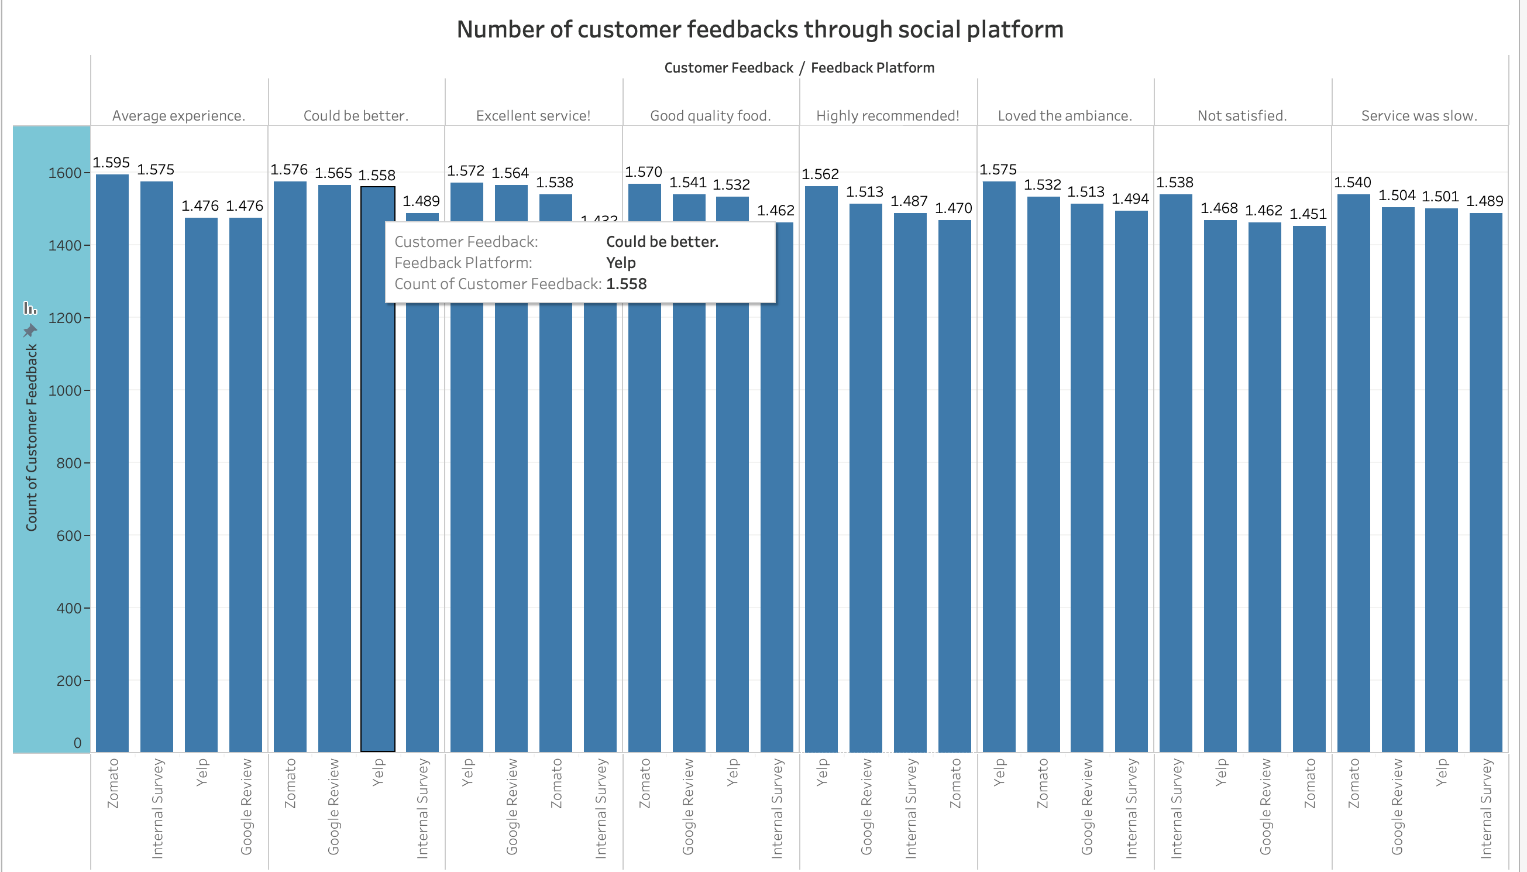 Number of customer feedbacks through social platform
Customer Feedback / Feedback Platform
Average experience. Could be better. Excellent service! Good quality food. Highly recommended! Loved the ambiance. Not satisfied. Service was slow.
1.595 1.575 1.476 1.476 1.576 1.565 1.558 1.489 1.572 1.564 1.538 1.432 1.570 1.541 1.532 1.462 1.562 1.513 1.487 1.470 1.575 1.532 1.513 1.494 1.538 1.468 1.462 1.451 1.540 1.504 1.501 1.489
Customer Feedback: Could be better.
Feedback Platform: Yelp
Count of Customer Feedback: 1.558
Count of Customer Feedback
1600
1400
1200
1000
800
600
400
200
0
Zomato Internal Survey Yelp Google Review Zomato Google Review Yelp Internal Survey Yelp Google Review Zomato Internal Survey Zomato Google Review Yelp Internal Survey Yelp Google Review Internal Survey Zomato Yelp Zomato Google Review Internal Survey Internal Survey Yelp Google Review Zomato Zomato Google Review Yelp Internal Survey